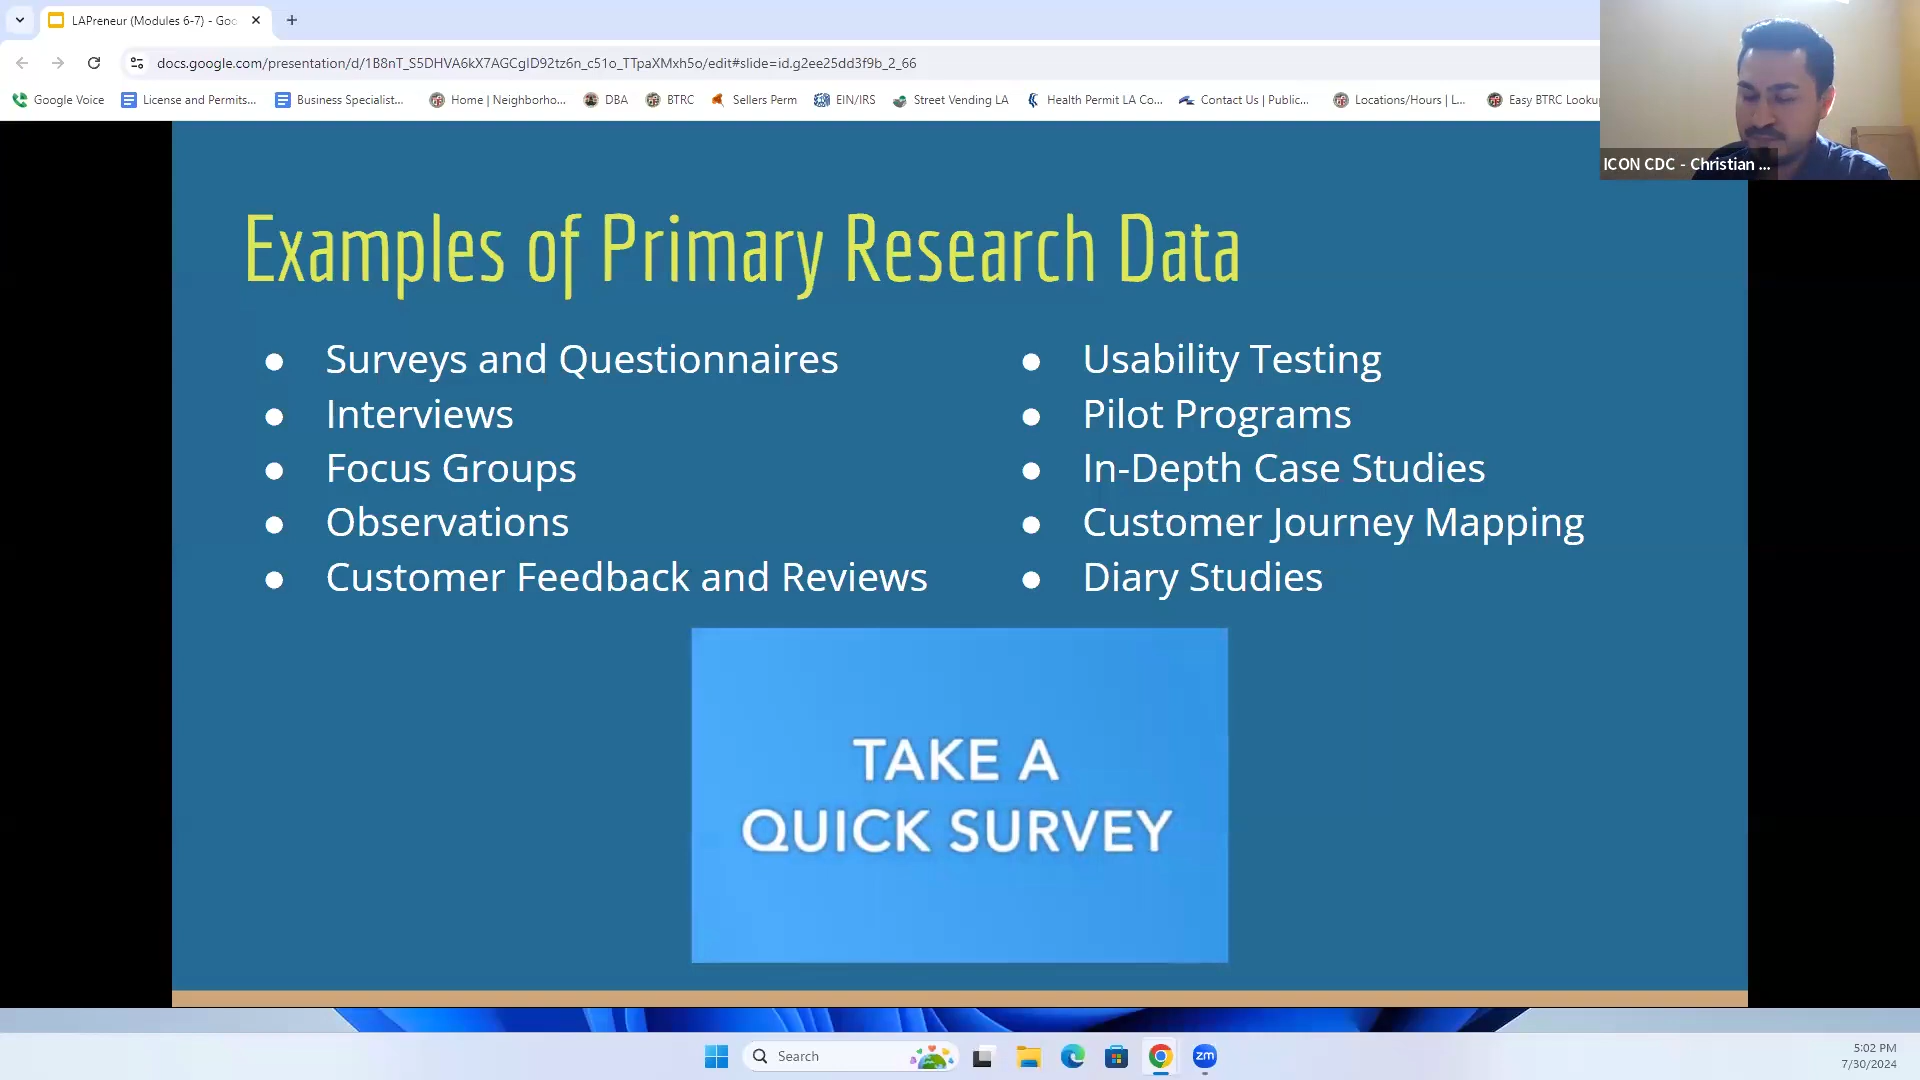 LAPreneur (Modules 6-7) - Goo
docs.google.com/presentation/d/1B8nT_S5DHVA6kX7AGCglD92tz6n_c51o_TTpaXMxh5o/edit#slide=id.g2ee25dd3f9b_2_66
Google Voice
License and Permits...
Business Specialist...
Home | Neighborho...
DBA
BTRC
Sellers Perm
EIN/IRS
Street Vending LA
Health Permit LA Co...
Contact Us | Public...
Locations/Hours | L...
Easy BTRC Looku
ICON CDC - Christian ...
Examples of Primary Research Data
● Surveys and Questionnaires
● Interviews
● Focus Groups
● Observations
● Customer Feedback and Reviews
● Usability Testing
● Pilot Programs
● In-Depth Case Studies
● Customer Journey Mapping
● Diary Studies
TAKE A
QUICK SURVEY
Search
zm
5:02 PM
7/30/2024